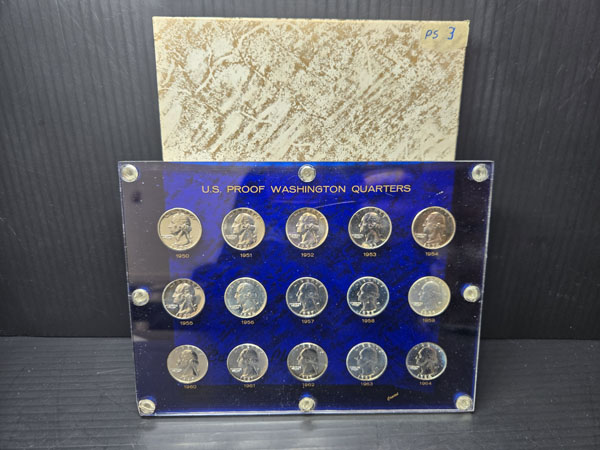 PS 3
U.S. PROOF WASHINGTON QUARTERS
1950 1951 1952 1953 1954
1955 1956 1957 1958 1959
1960 1961 1962 1963 1964